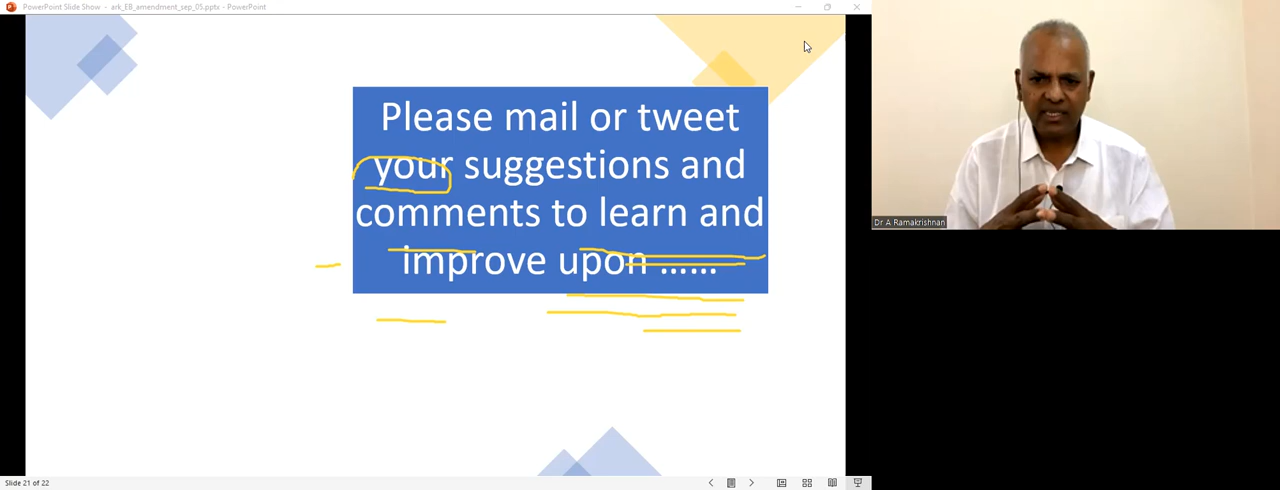 PowerPoint Slide Show - ark_EB_amendment_sep_05.pptx - PowerPoint
Please mail or tweet
your suggestions and
comments to learn and
improve upon ......
Dr A Ramakrishnan
Slide 21 of 22